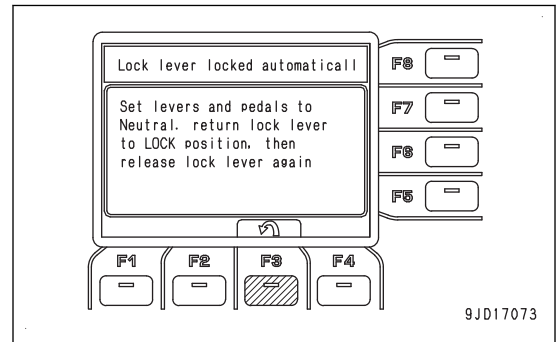 Lock lever locked automaticall
Set levers and pedals to
Neutral. return lock lever
to LOCK position, then
release lock lever again
F8
F7
F6
F5
F1 F2 F3 F4
9JD17073